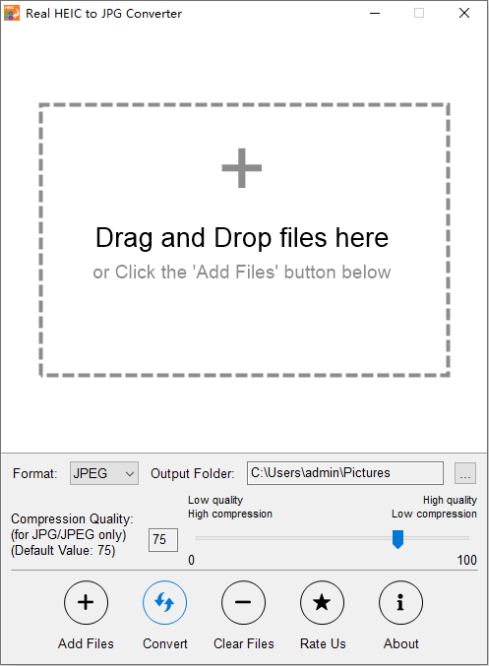 Real HEIC to JPG Converter
Drag and Drop files here
or Click the 'Add Files' button below
Format: JPEG Output Folder: C:\Users\admin\Pictures ...
Low quality High quality
High compression Low compression
Compression Quality:
(for JPG/JPEG only) 75
(Default Value: 75)
0 100
Add Files Convert Clear Files Rate Us About